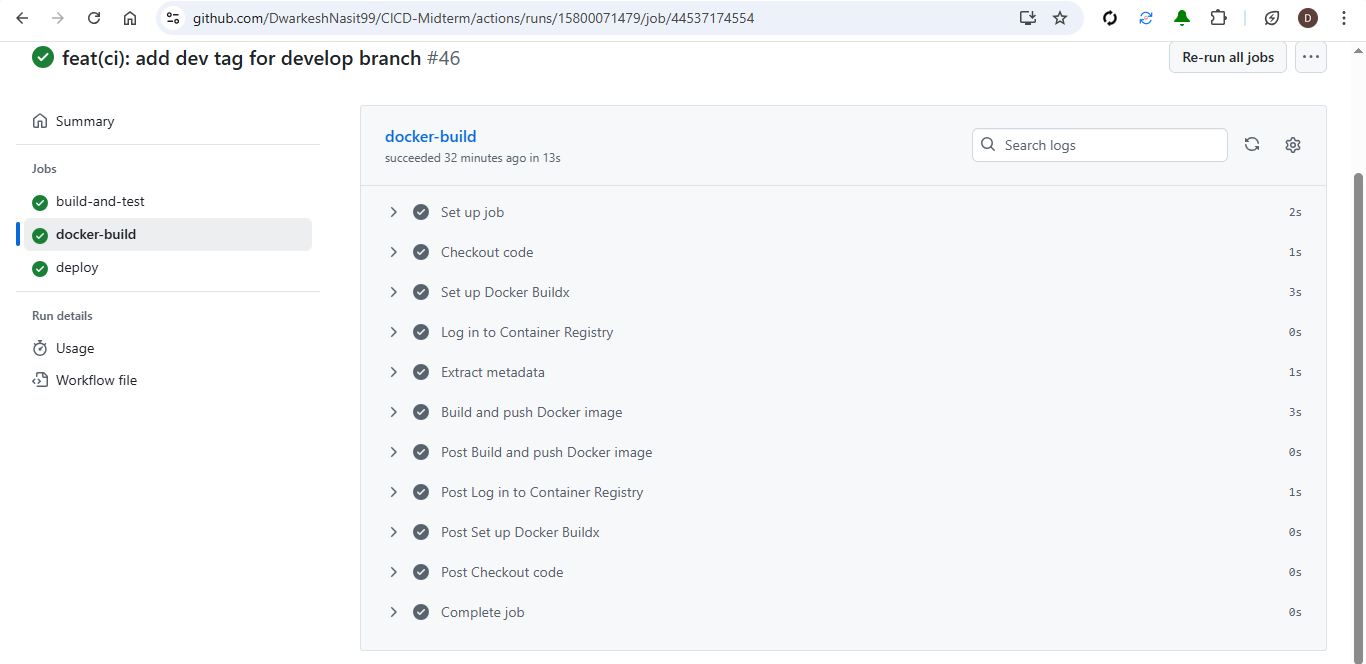 github.com/DwarkeshNasit99/CICD-Midterm/actions/runs/15800071479/job/44537174554
D
feat(ci): add dev tag for develop branch #46
Re-run all jobs
Summary
Jobs
build-and-test
docker-build
deploy
Run details
Usage
Workflow file
docker-build
succeeded 32 minutes ago in 13s
Search logs
Set up job 2s
Checkout code 1s
Set up Docker Buildx 3s
Log in to Container Registry 0s
Extract metadata 1s
Build and push Docker image 3s
Post Build and push Docker image 0s
Post Log in to Container Registry 1s
Post Set up Docker Buildx 0s
Post Checkout code 0s
Complete job 0s